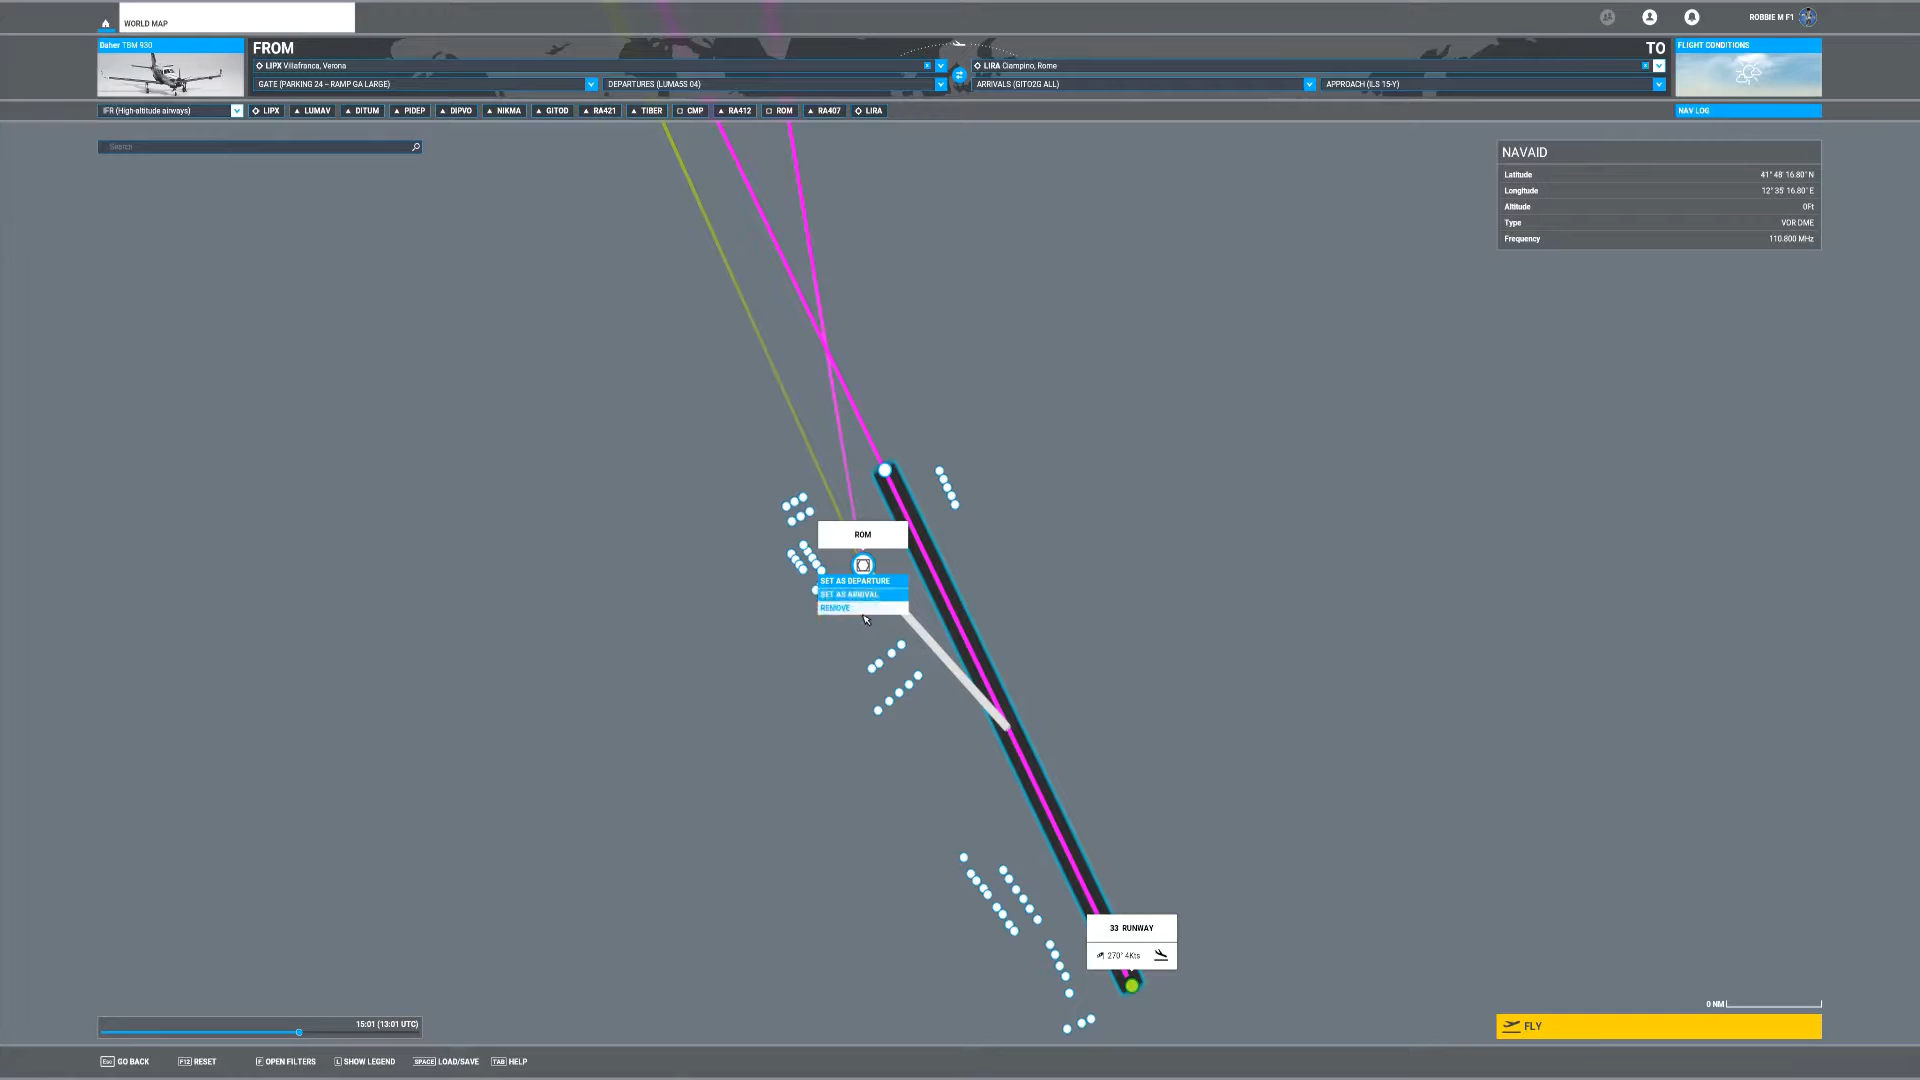 WORLD MAP
ROBBIE M F1
Daher TBM 930
FROM
TO
FLIGHT CONDITIONS
LIPX Villafranca, Verona
LIRA Ciampino, Rome
GATE (PARKING 24 – RAMP GA LARGE)
DEPARTURES (LUMA5S 04)
ARRIVALS (GITO2G ALL)
APPROACH (ILS 15-Y)
IFR (High-altitude airways)
LIPX
LUMAV
DITUM
PIDEP
DIPVO
NIKMA
GITOD
RA421
TIBER
CMP
RA412
ROM
RA407
LIRA
NAV LOG
Search
NAVAID
Latitude 41° 48' 16.80" N
Longitude 12° 35' 16.80" E
Altitude 0Ft
Type VOR DME
Frequency 110.800 MHz
ROM
SET AS DEPARTURE
SET AS ARRIVAL
REMOVE
33 RUNWAY
270° 4Kts
0 NM
15:01 (13:01 UTC)
FLY
Esc GO BACK
F12 RESET
F OPEN FILTERS
L SHOW LEGEND
SPACE LOAD/SAVE
TAB HELP